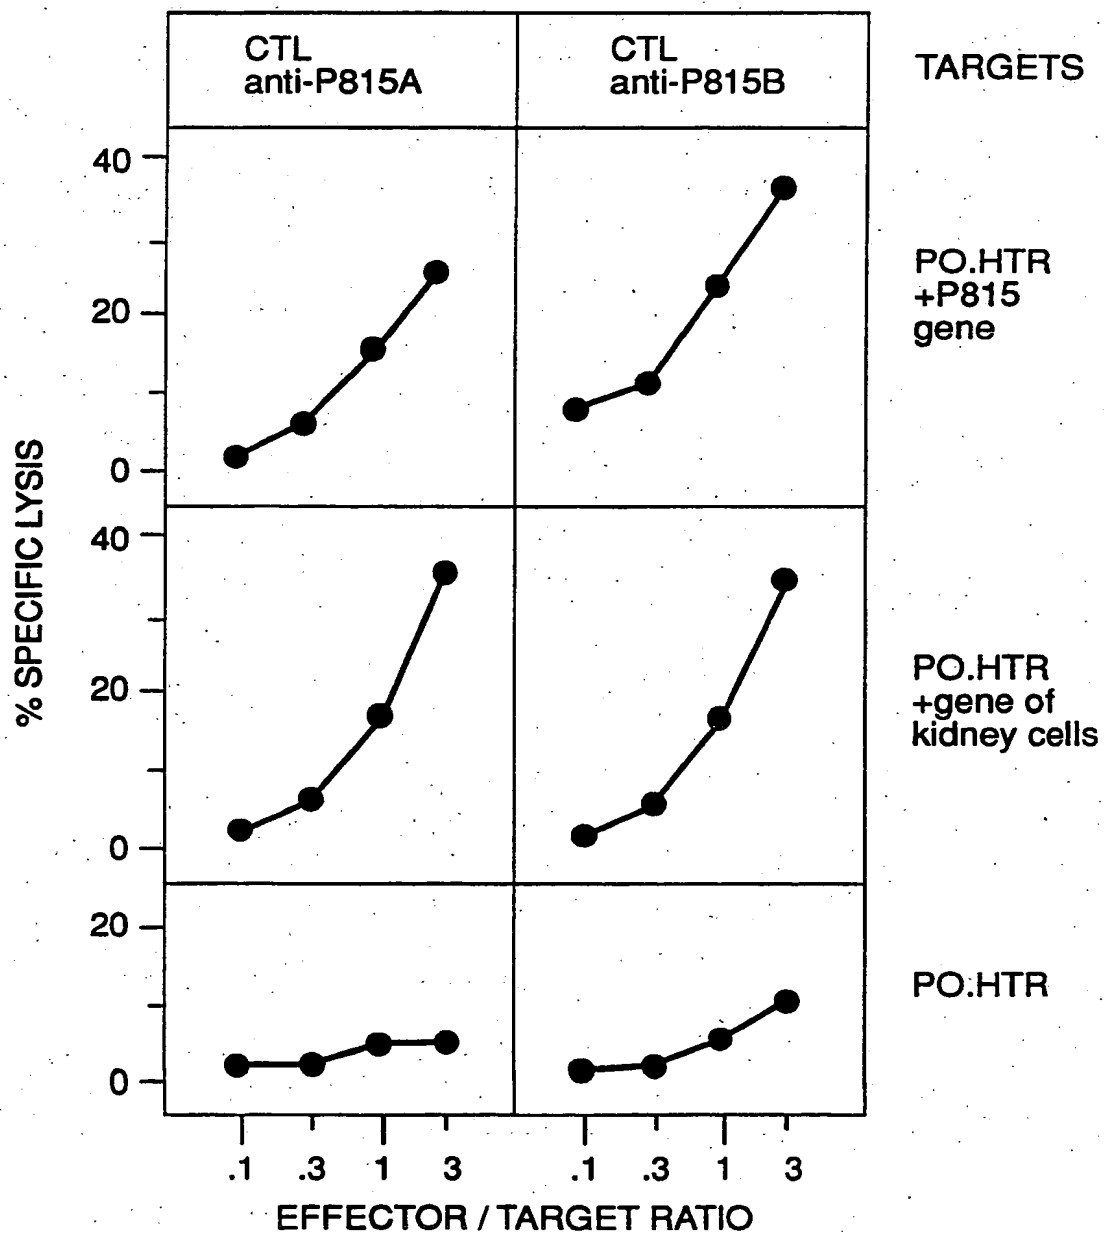 CTL
anti-P815A
CTL
anti-P815B
TARGETS
40
20
0
PO.HTR
+P815
gene
% SPECIFIC LYSIS
40
20
0
PO.HTR
+gene of
kidney cells
20
0
PO.HTR
.1 .3 1 3 .1 .3 1 3
EFFECTOR / TARGET RATIO